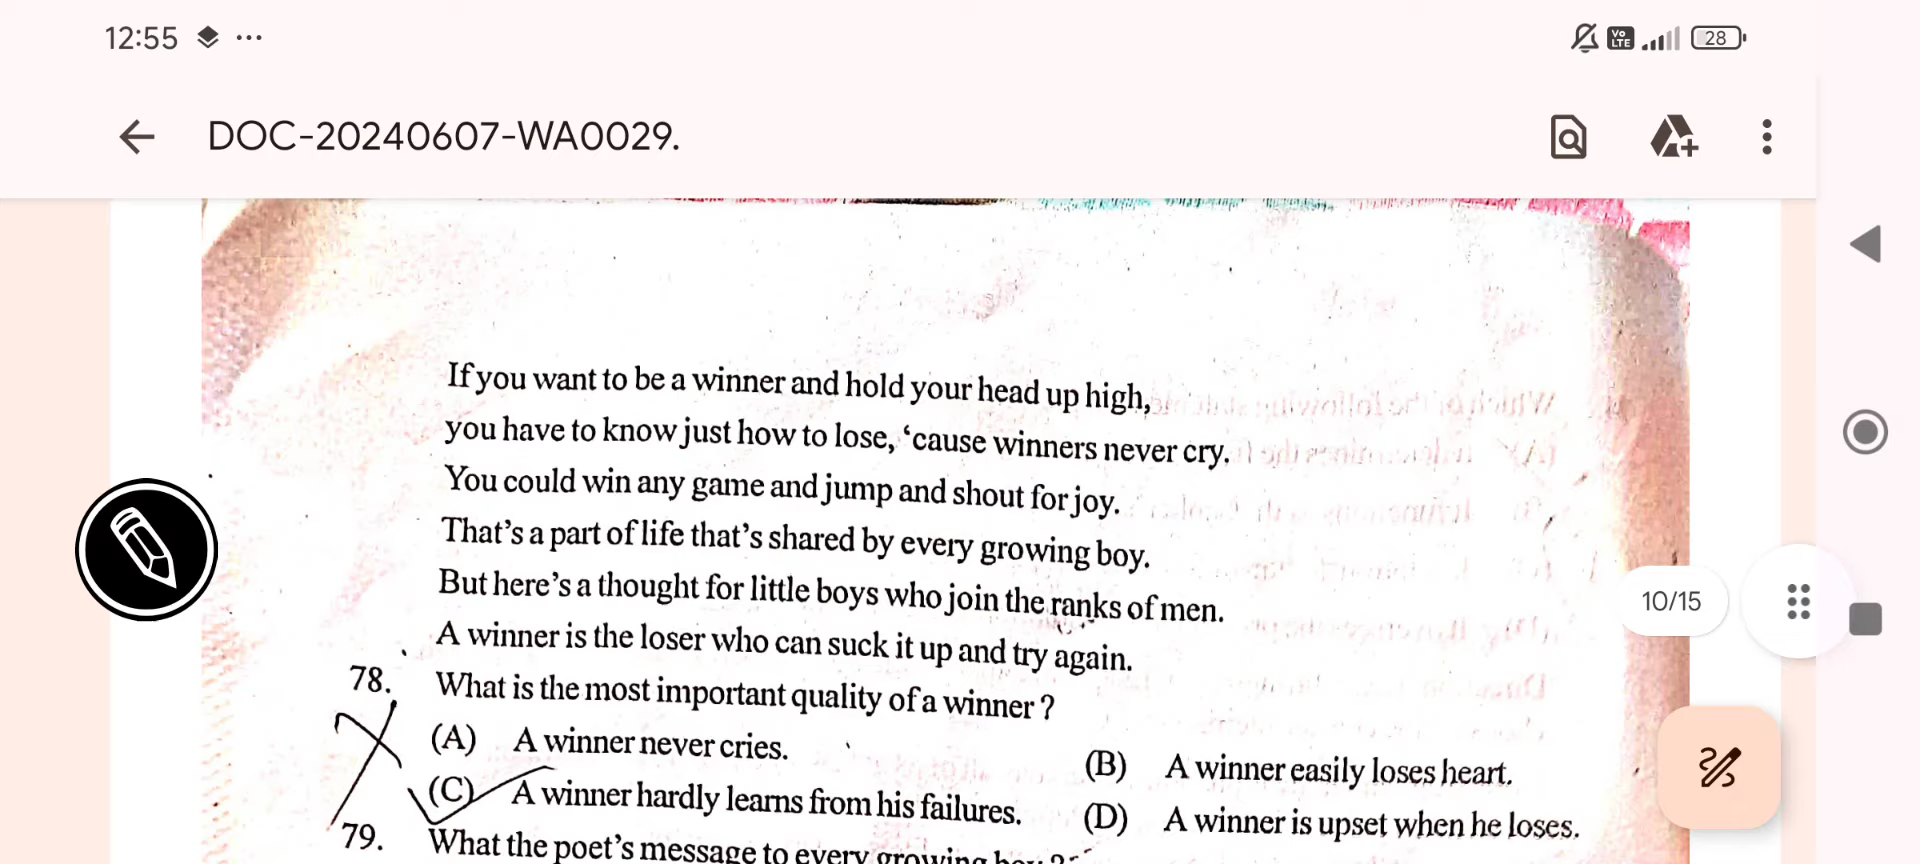 12:55 ...
Vo LTE 28
DOC-20240607-WA0029.
If you want to be a winner and hold your head up high,
you have to know just how to lose, ‘cause winners never cry.
You could win any game and jump and shout for joy.
That’s a part of life that’s shared by every growing boy.
But here’s a thought for little boys who join the ranks of men.
10/15
A winner is the loser who can suck it up and try again.
78. What is the most important quality of a winner ?
(A) A winner never cries.
(B) A winner easily loses heart.
(C) A winner hardly learns from his failures.
(D) A winner is upset when he loses.
79. What the poet’s message to every growing boy ?